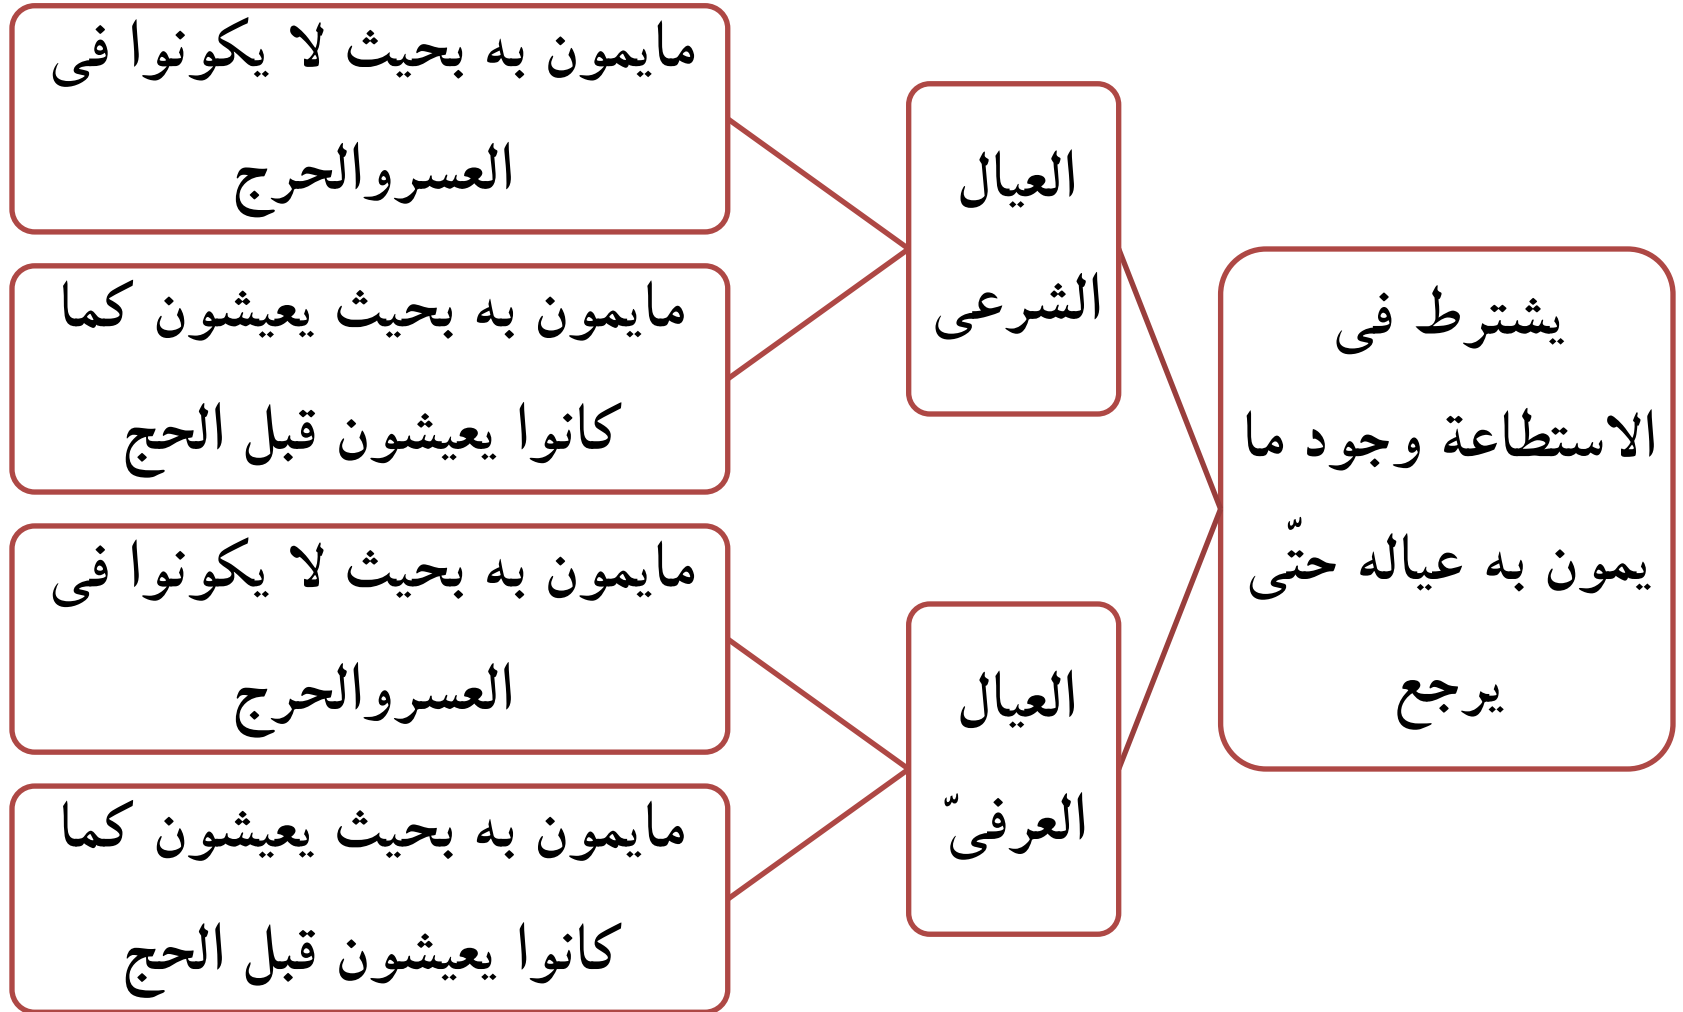 يشترط فى
الاستطاعة وجود ما
يمون به عياله حتّى
يرجع
العيال
الشرعى
مايمون به بحيث لا يكونوا فى
العسروالحرج
مايمون به بحيث يعيشون كما
كانوا يعيشون قبل الحج
العيال
العرفىّ
مايمون به بحيث لا يكونوا فى
العسروالحرج
مايمون به بحيث يعيشون كما
كانوا يعيشون قبل الحج